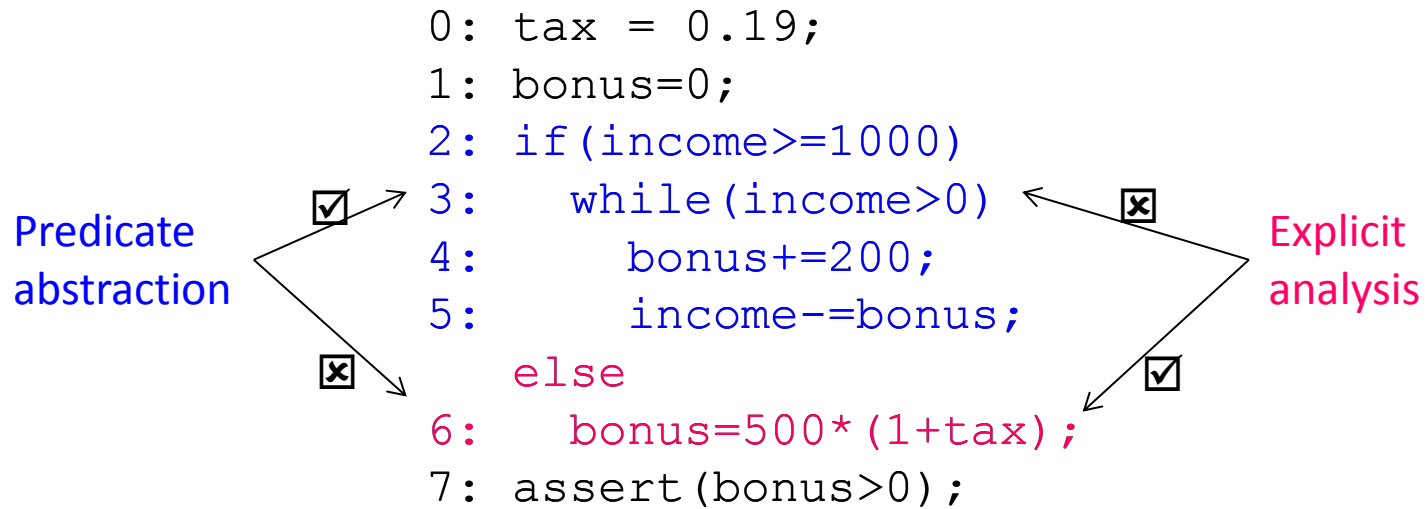 0: tax = 0.19;
1: bonus=0;
2: if(income>=1000)
3: while(income>0)
4: bonus+=200;
5: income-=bonus;
else
6: bonus=500*(1+tax);
7: assert(bonus>0);
Predicate
abstraction
Explicit
analysis